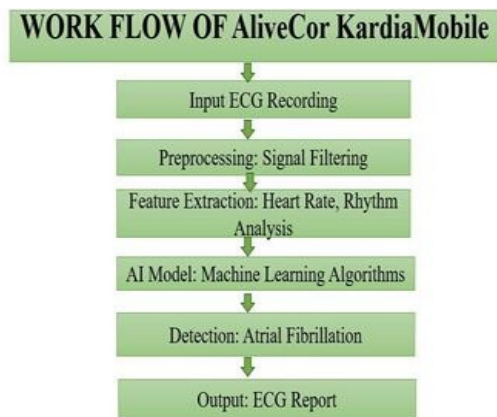 WORK FLOW OF AliveCor KardiaMobile
Input ECG Recording
Preprocessing: Signal Filtering
Feature Extraction: Heart Rate, Rhythm
Analysis
AI Model: Machine Learning Algorithms
Detection: Atrial Fibrillation
Output: ECG Report